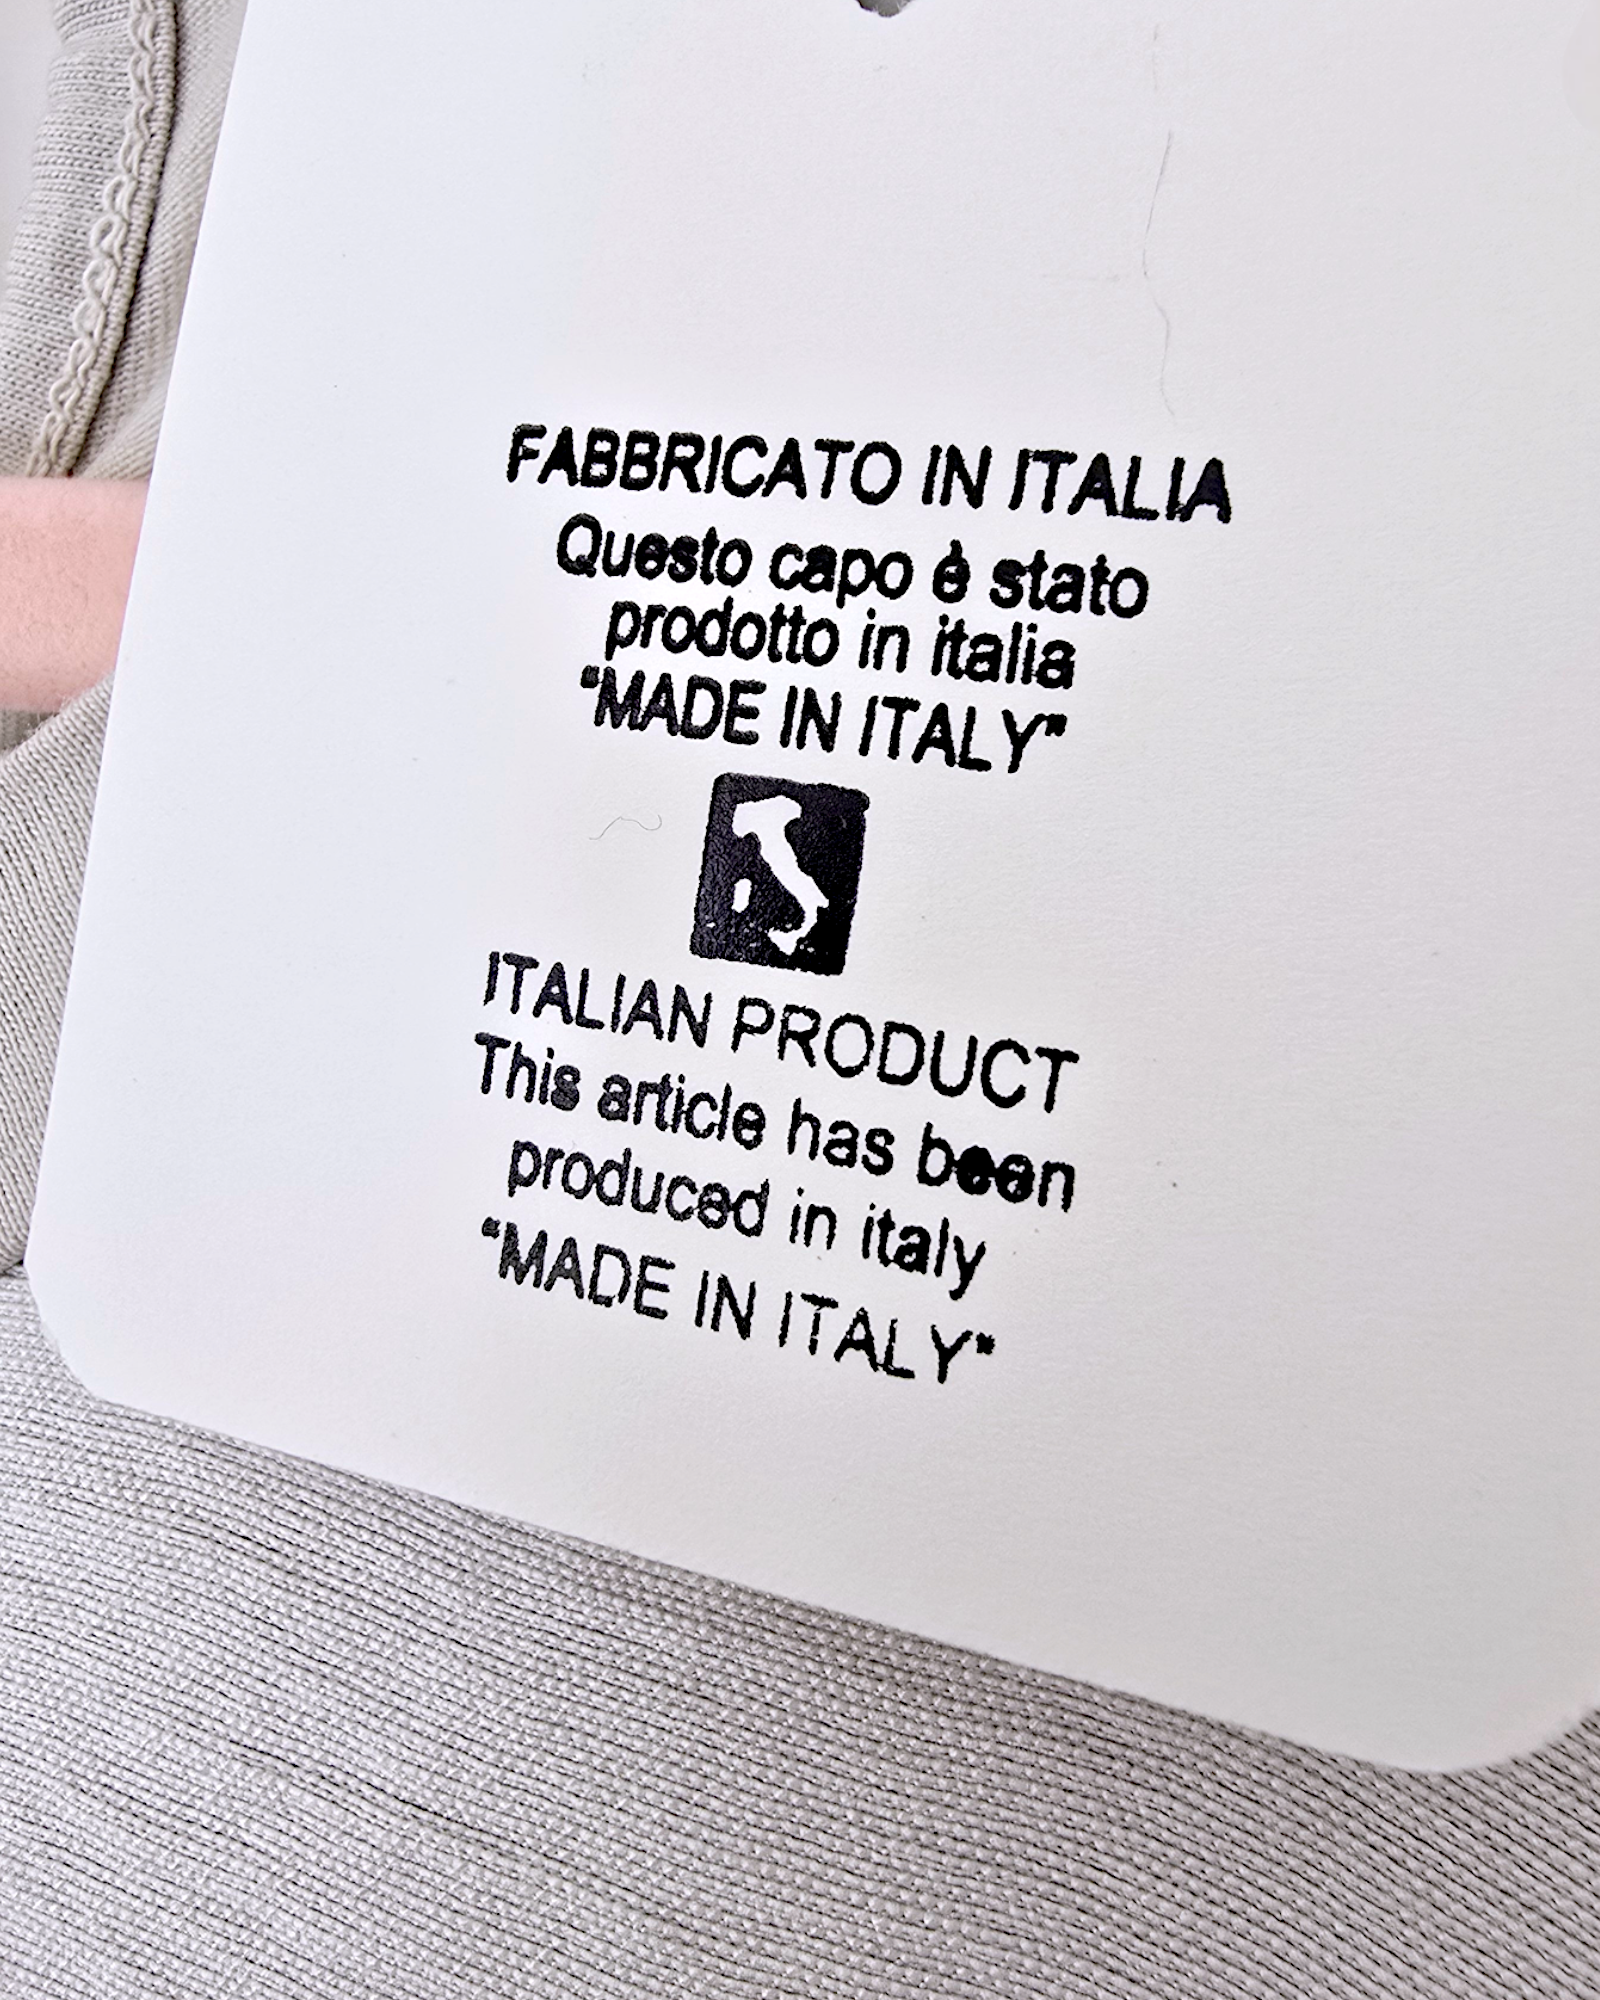 FABBRICATO IN ITALIA
Questo capo è stato
prodotto in italia
“MADE IN ITALY”
ITALIAN PRODUCT
This article has been
produced in italy
“MADE IN ITALY”